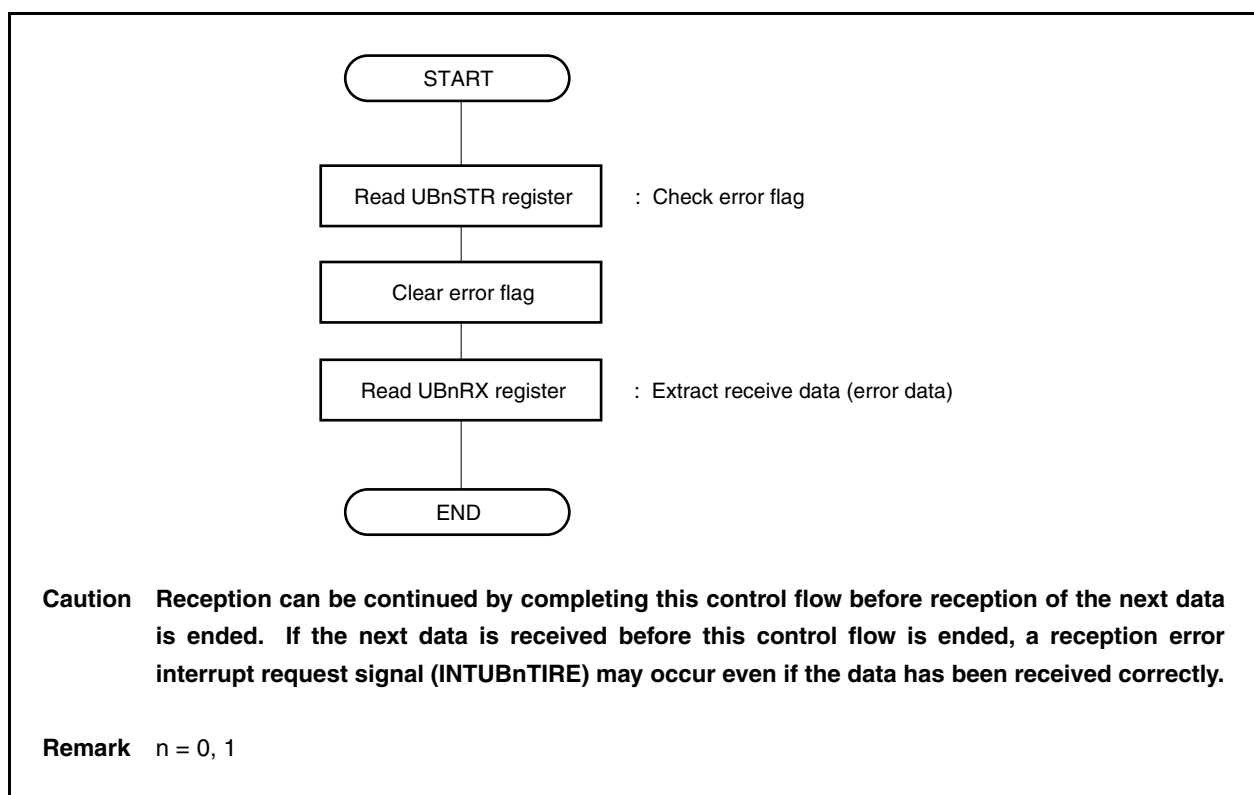 START
Read UBnSTR register : Check error flag
Clear error flag
Read UBnRX register : Extract receive data (error data)
END
Caution Reception can be continued by completing this control flow before reception of the next data
is ended. If the next data is received before this control flow is ended, a reception error
interrupt request signal (INTUBnTIRE) may occur even if the data has been received correctly.
Remark n = 0, 1